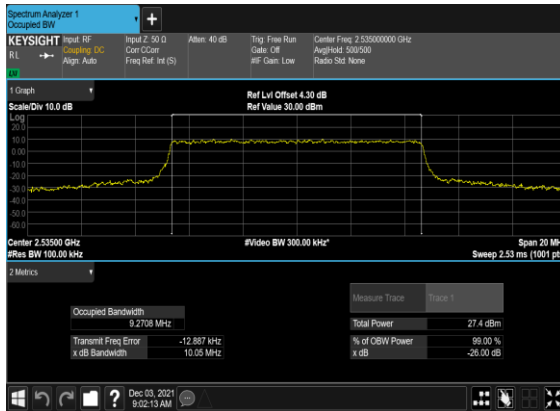 Spectrum Analyzer 1
Occupied BW
KEYSIGHT
RL
Input: RF
Coupling: DC
Align: Auto
Input Z: 50 Ω
Corr CCorr
Freq Ref: Int (S)
Atten: 40 dB
Trig: Free Run
Gate: Off
#IF Gain: Low
Center Freq: 2.535000000 GHz
Avg|Hold: 500/500
Radio Std: None
1 Graph
Scale/Div 10.0 dB
Ref Lvl Offset 4.30 dB
Ref Value 30.00 dBm
Log
20.0
10.0
0.00
-10.0
-20.0
-30.0
-40.0
-50.0
-60.0
Center 2.53500 GHz
#Res BW 100.00 kHz
#Video BW 300.00 kHz*
Span 20 MH
Sweep 2.53 ms (1001 pt
2 Metrics
Measure Trace Trace 1
Occupied Bandwidth
9.2708 MHz
Total Power 27.4 dBm
Transmit Freq Error -12.887 kHz
% of OBW Power 99.00 %
x dB Bandwidth 10.05 MHz
x dB -26.00 dB
?
Dec 03, 2021
9:02:13 AM